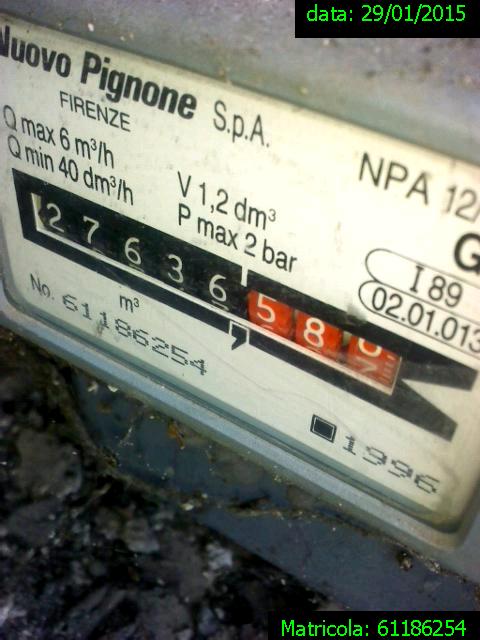 data: 29/01/2015
Nuovo Pignone S.p.A.
FIRENZE
Q max 6 m³/h
Q min 40 dm³/h
V 1,2 dm³
P max 2 bar
NPA 12/
G
I 89
02.01.013
27636,58
m³
No. 61186254
1996
Matricola: 61186254